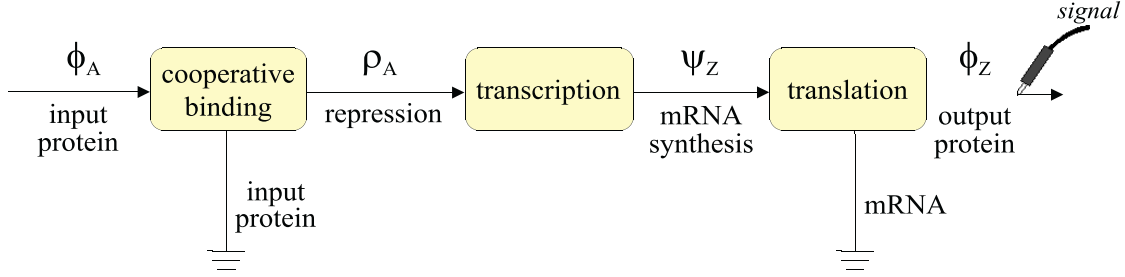 signal
ϕA
ρA
ψZ
ϕZ
cooperative
binding
transcription
translation
input
protein
repression
mRNA
synthesis
output
protein
input
protein
mRNA